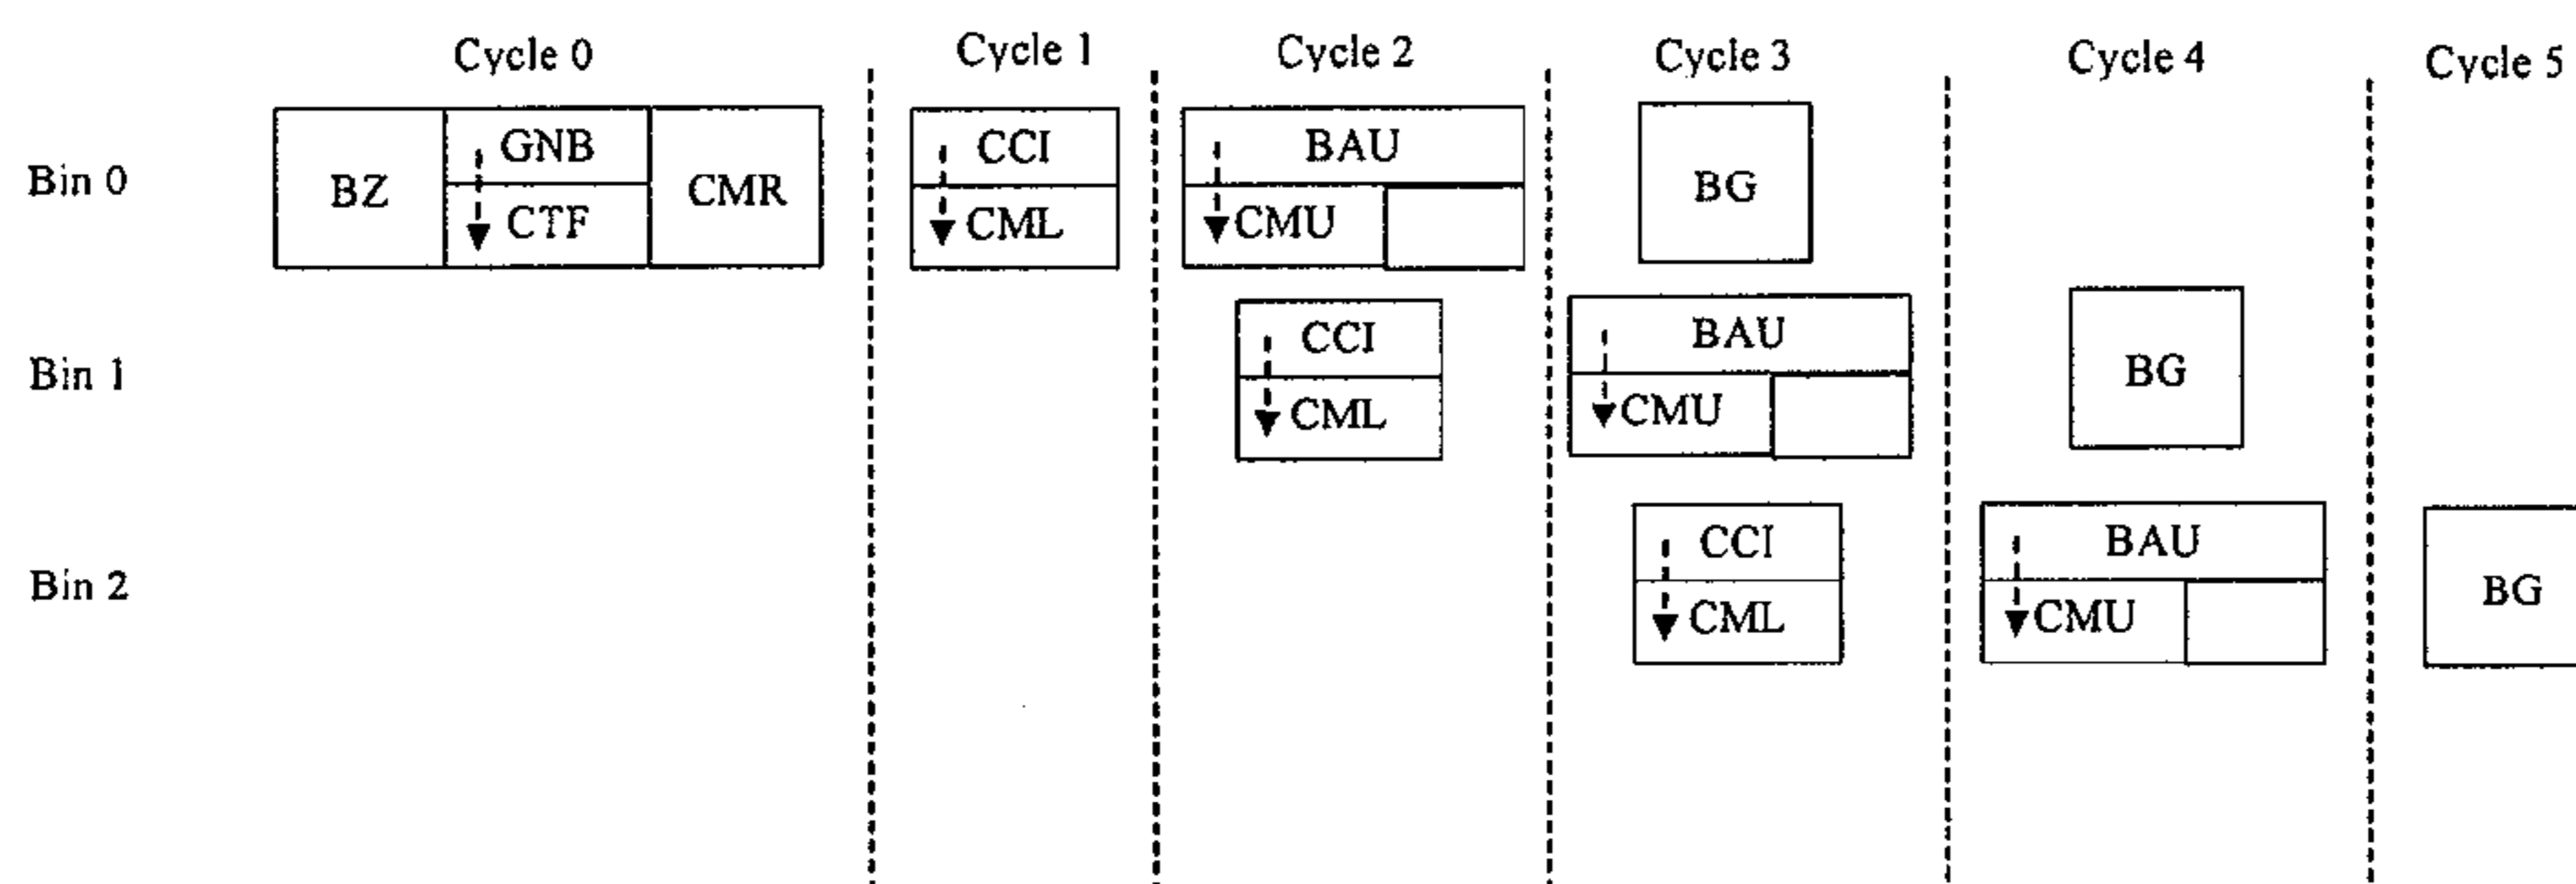 Cycle 0 Cycle 1 Cycle 2 Cycle 3 Cycle 4 Cycle 5
Bin 0
BZ
GNB
CTF
CMR
CCI
CML
BAU
CMU
BG
Bin 1
CCI
CML
BAU
CMU
BG
Bin 2
CCI
CML
BAU
CMU
BG